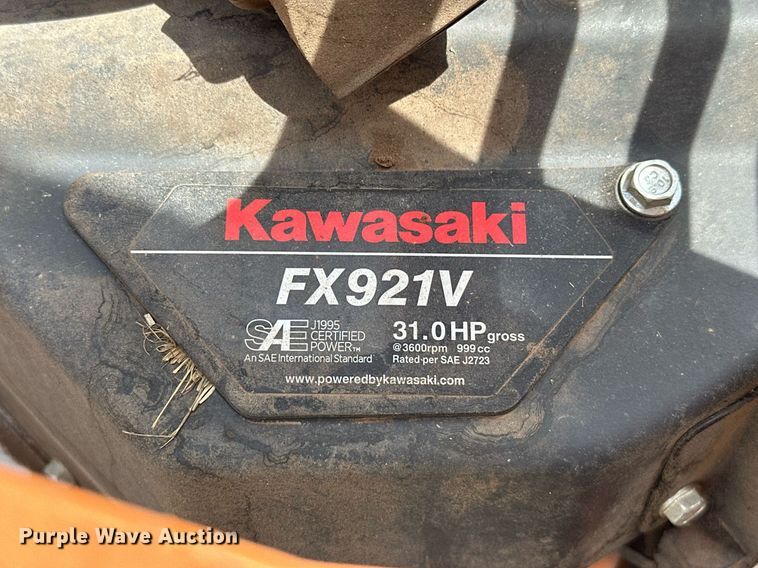 Kawasaki
FX921V
SAE J1995 CERTIFIED POWER™
An SAE International Standard
31.0 HP gross
@3600rpm 999cc
Rated per SAE J2723
www.poweredbykawasaki.com
Purple Wave Auction